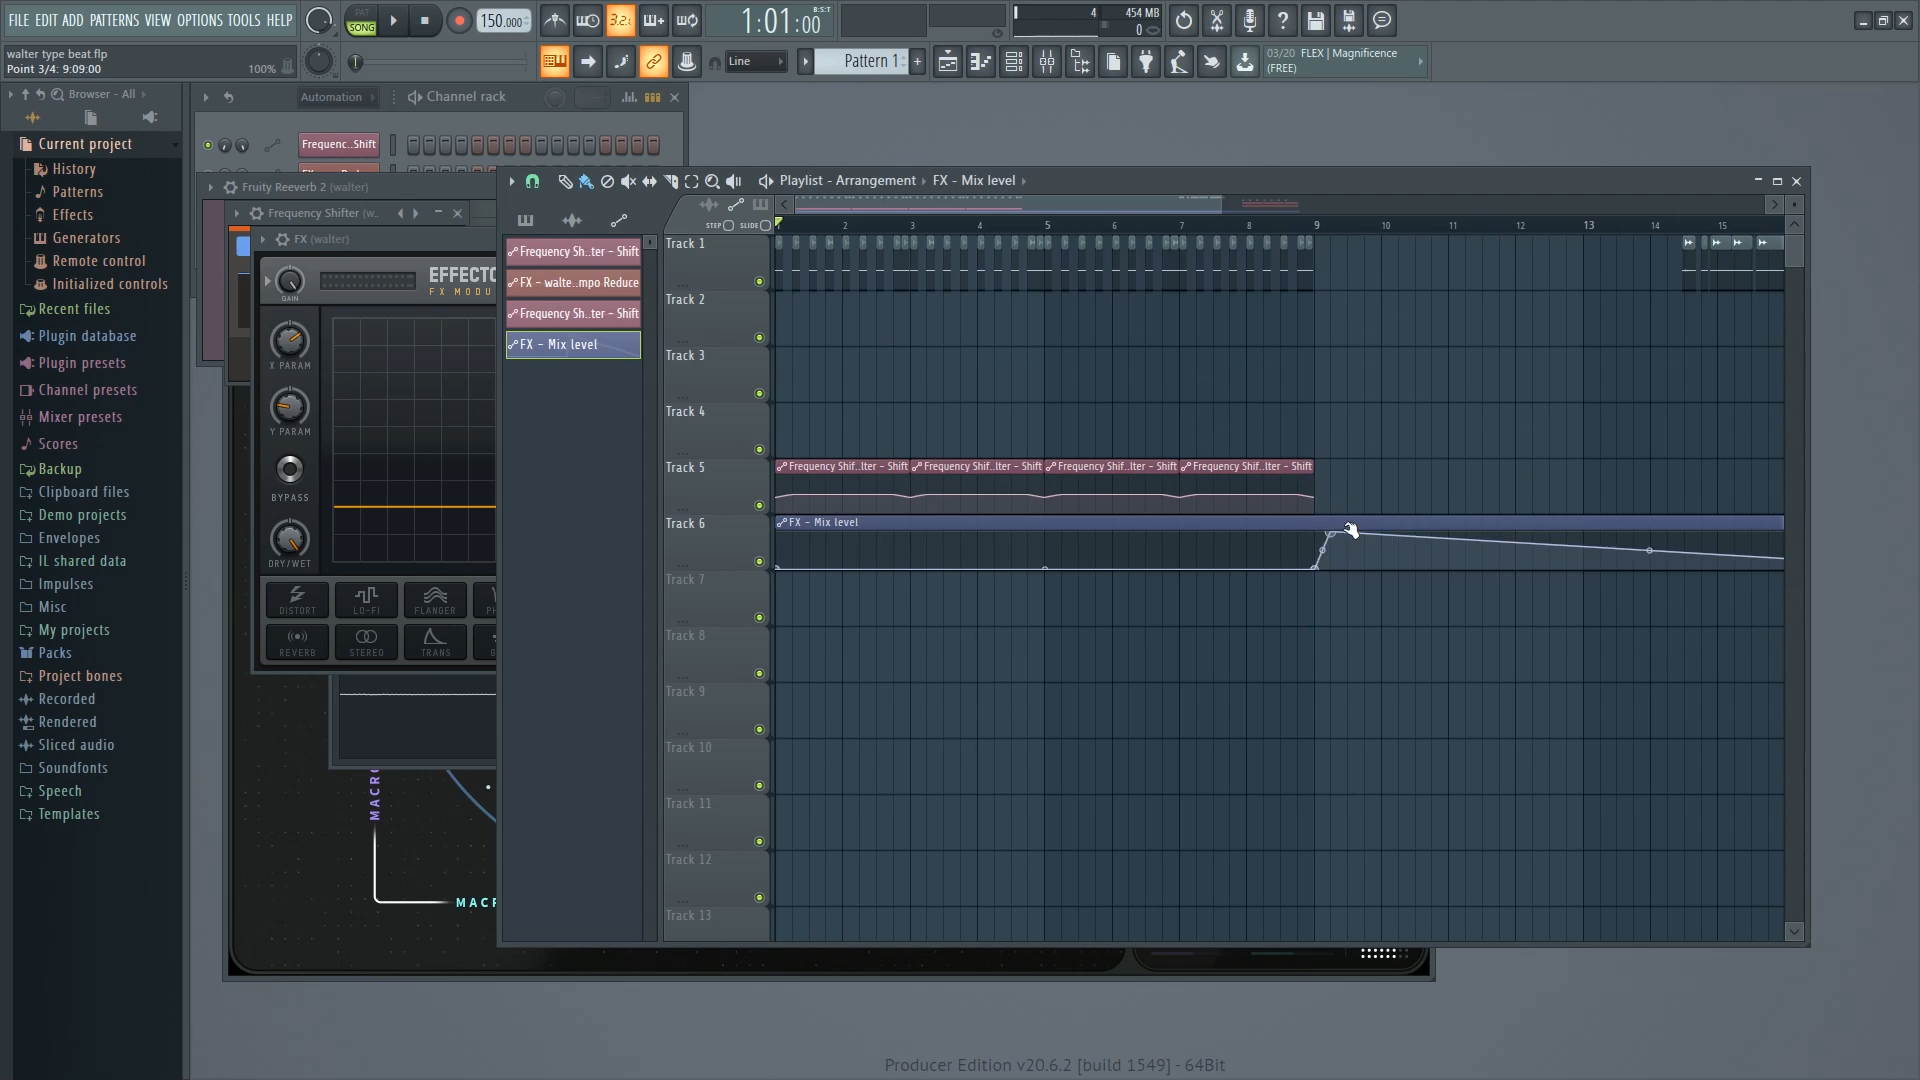 FILE EDIT ADD PATTERNS VIEW OPTIONS TOOLS HELP
PAT
SONG
150.000
3.2.
1:01:00
B:S:T
4
454 MB
0
walter type beat.flp
Point 3/4: 9:09:00
100%
Line
Pattern 1
03/20 FLEX | Magnificence
(FREE)
Browser - All
Current project
History
Patterns
Effects
Generators
Remote control
Initialized controls
Recent files
Plugin database
Plugin presets
Channel presets
Mixer presets
Scores
Backup
Clipboard files
Demo projects
Envelopes
IL shared data
Impulses
Misc
My projects
Packs
Project bones
Recorded
Rendered
Sliced audio
Soundfonts
Speech
Templates
Automation
Channel rack
Frequenc..Shift
Fruity Reeverb 2 (walter)
Frequency Shifter (w..
FX (walter)
GAIN
EFFECTO
FX MODU
X PARAM
Y PARAM
BYPASS
DRY/WET
DISTORT
LO-FI
FLANGER
REVERB
STEREO
TRANS
MACRO
MACR
Playlist - Arrangement
FX - Mix level
STEP
SLIDE
2 3 4 5 6 7 8 9 10 11 12 13 14 15
Frequency Sh..ter - Shift
FX - walte..mpo Reduce
Frequency Sh..ter - Shift
FX - Mix level
Track 1
Track 2
Track 3
Track 4
Track 5
Frequency Shif..lter - Shift
Frequency Shif..lter - Shift
Frequency Shif..lter - Shift
Frequency Shif..lter - Shift
Track 6
FX - Mix level
Track 7
Track 8
Track 9
Track 10
Track 11
Track 12
Track 13
Producer Edition v20.6.2 [build 1549] - 64Bit